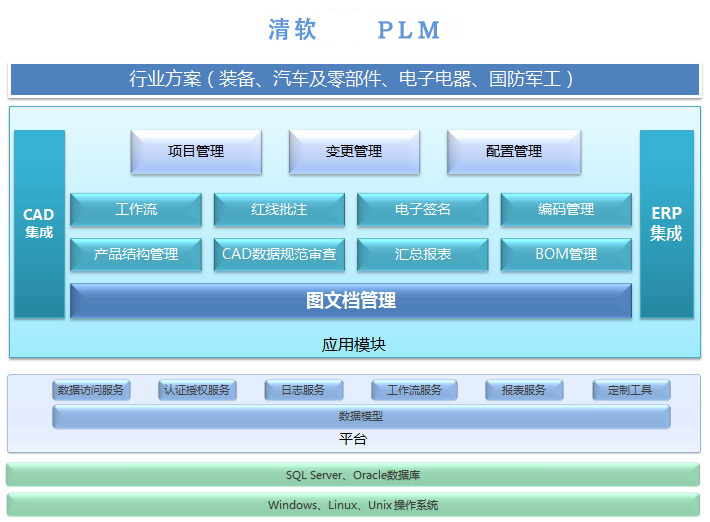 清软 PLM
行业方案（装备、汽车及零部件、电子电器、国防军工）
项目管理
变更管理
配置管理
CAD
集成
工作流
红线批注
电子签名
编码管理
ERP
集成
产品结构管理
CAD数据规范审查
汇总报表
BOM管理
图文档管理
应用模块
数据访问服务
认证授权服务
日志服务
工作流服务
报表服务
定制工具
数据模型
平台
SQL Server、Oracle数据库
Windows、Linux、Unix 操作系统